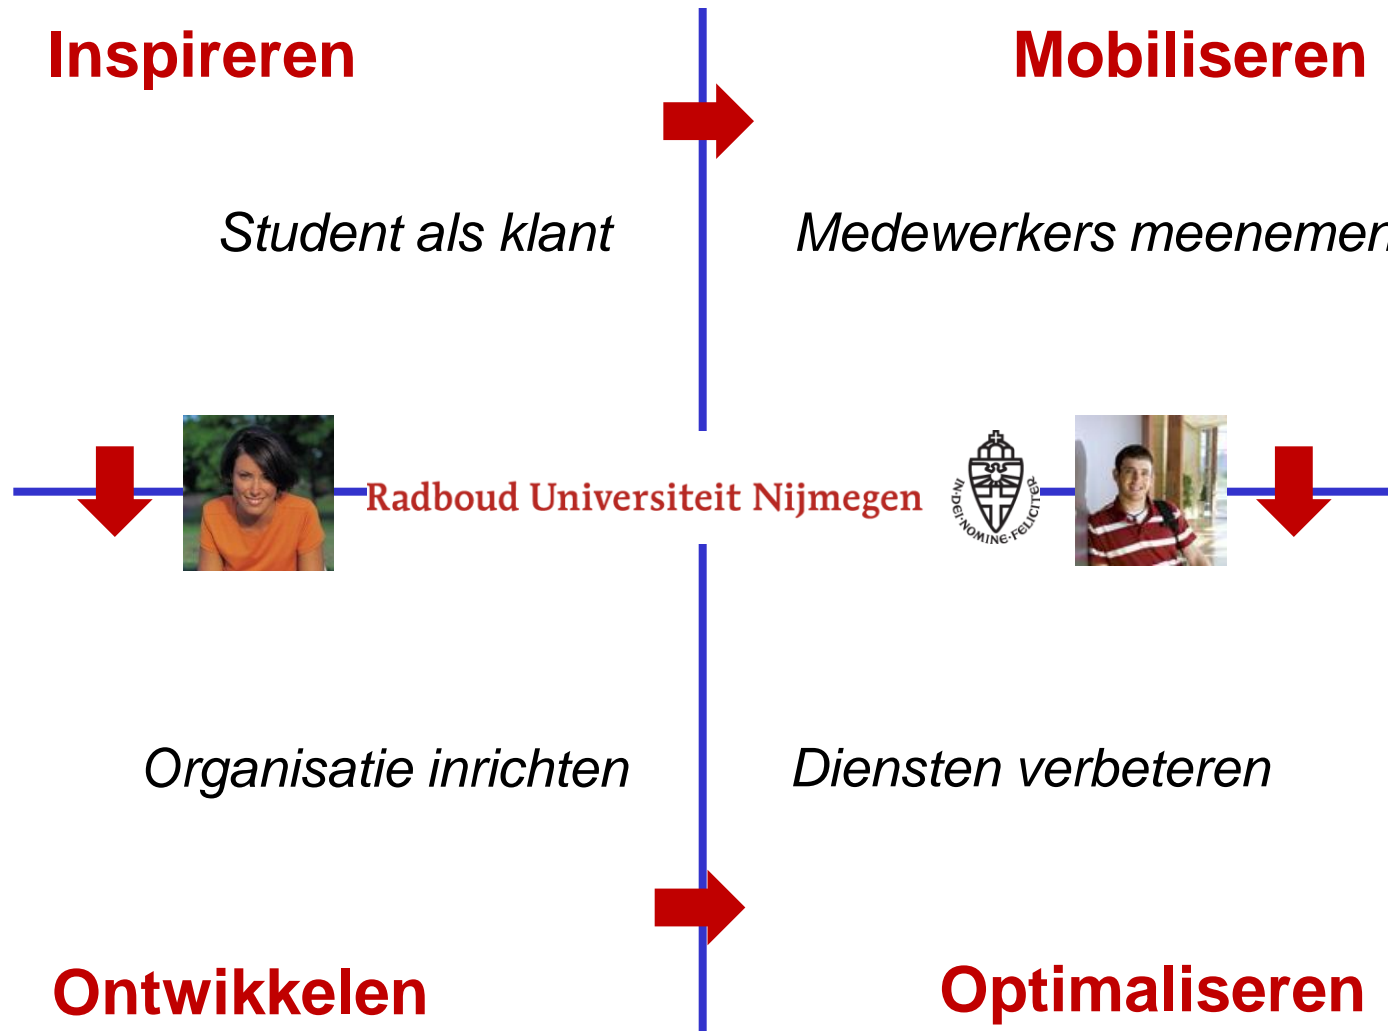 Inspireren
Mobiliseren
Student als klant
Medewerkers meenemen
Radboud Universiteit Nijmegen
IN·DEI·NOMINE·FELICITER
Organisatie inrichten
Diensten verbeteren
Ontwikkelen
Optimaliseren